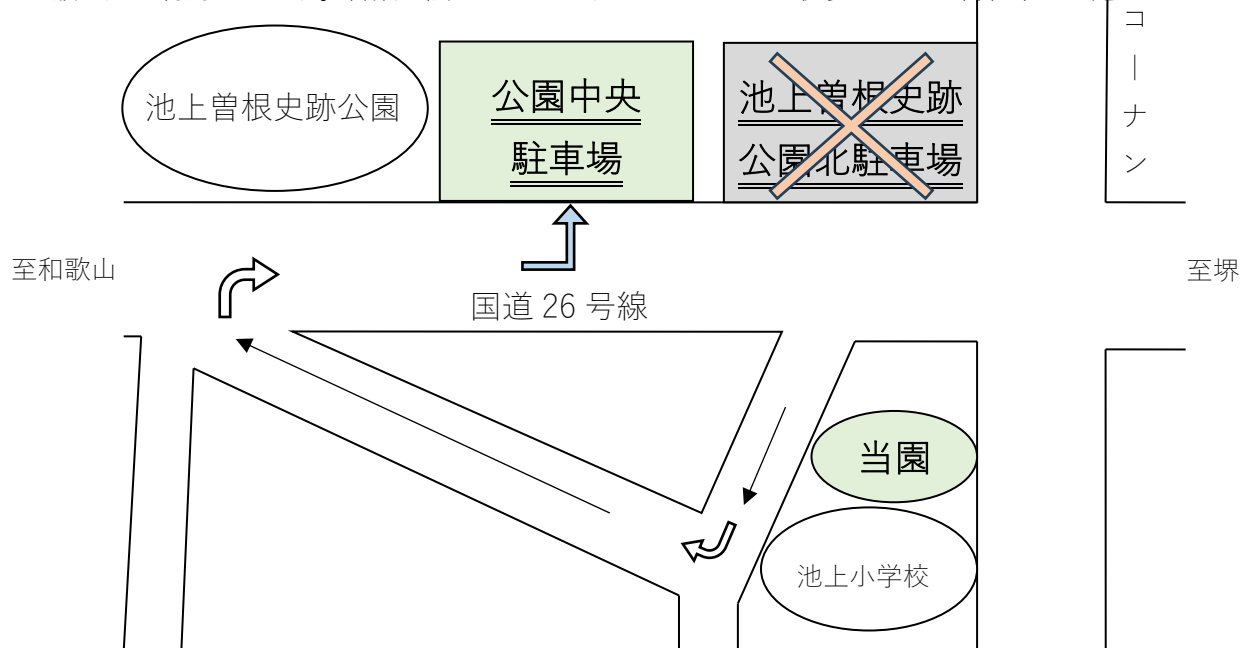 コーナン
池上曽根史跡公園
公園中央
駐車場
池上曽根史跡
公園北駐車場
至和歌山
至堺
国道 26 号線
当園
池上小学校